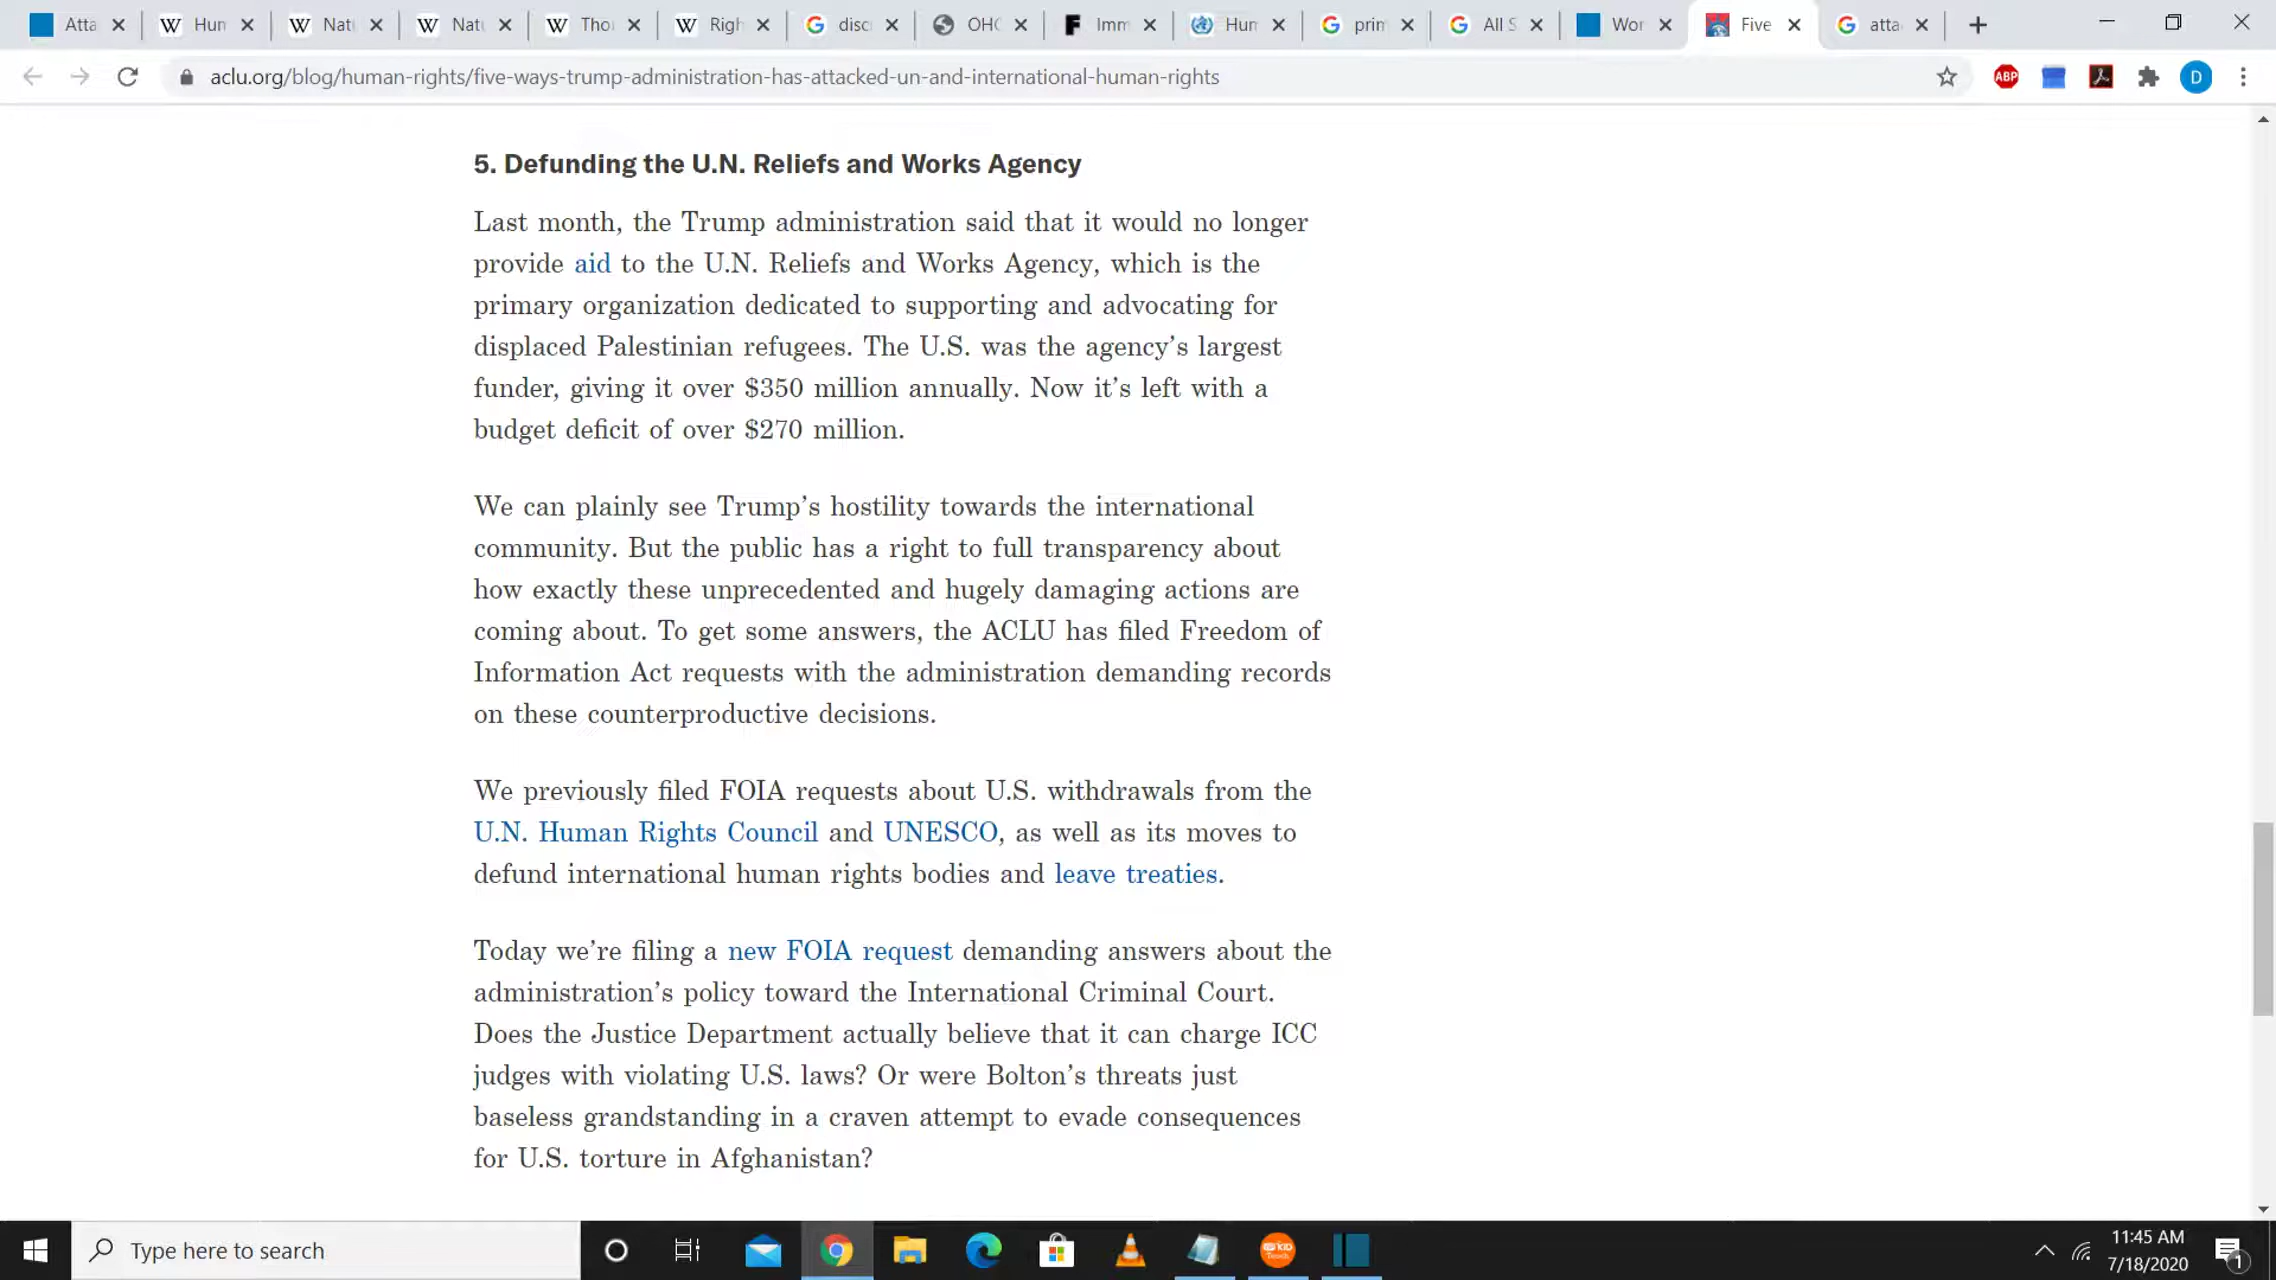 Atta
Hun
Natu
Natu
Tho
Righ
disc
OHC
Imm
Hun
prin
All S
Wor
Five
atta
aclu.org/blog/human-rights/five-ways-trump-administration-has-attacked-un-and-international-human-rights
ABP
D
5. Defunding the U.N. Reliefs and Works Agency
Last month, the Trump administration said that it would no longer
provide aid to the U.N. Reliefs and Works Agency, which is the
primary organization dedicated to supporting and advocating for
displaced Palestinian refugees. The U.S. was the agency's largest
funder, giving it over $350 million annually. Now it's left with a
budget deficit of over $270 million.
We can plainly see Trump's hostility towards the international
community. But the public has a right to full transparency about
how exactly these unprecedented and hugely damaging actions are
coming about. To get some answers, the ACLU has filed Freedom of
Information Act requests with the administration demanding records
on these counterproductive decisions.
We previously filed FOIA requests about U.S. withdrawals from the
U.N. Human Rights Council and UNESCO, as well as its moves to
defund international human rights bodies and leave treaties.
Today we're filing a new FOIA request demanding answers about the
administration's policy toward the International Criminal Court.
Does the Justice Department actually believe that it can charge ICC
judges with violating U.S. laws? Or were Bolton's threats just
baseless grandstanding in a craven attempt to evade consequences
for U.S. torture in Afghanistan?
Type here to search
11:45 AM
7/18/2020
1